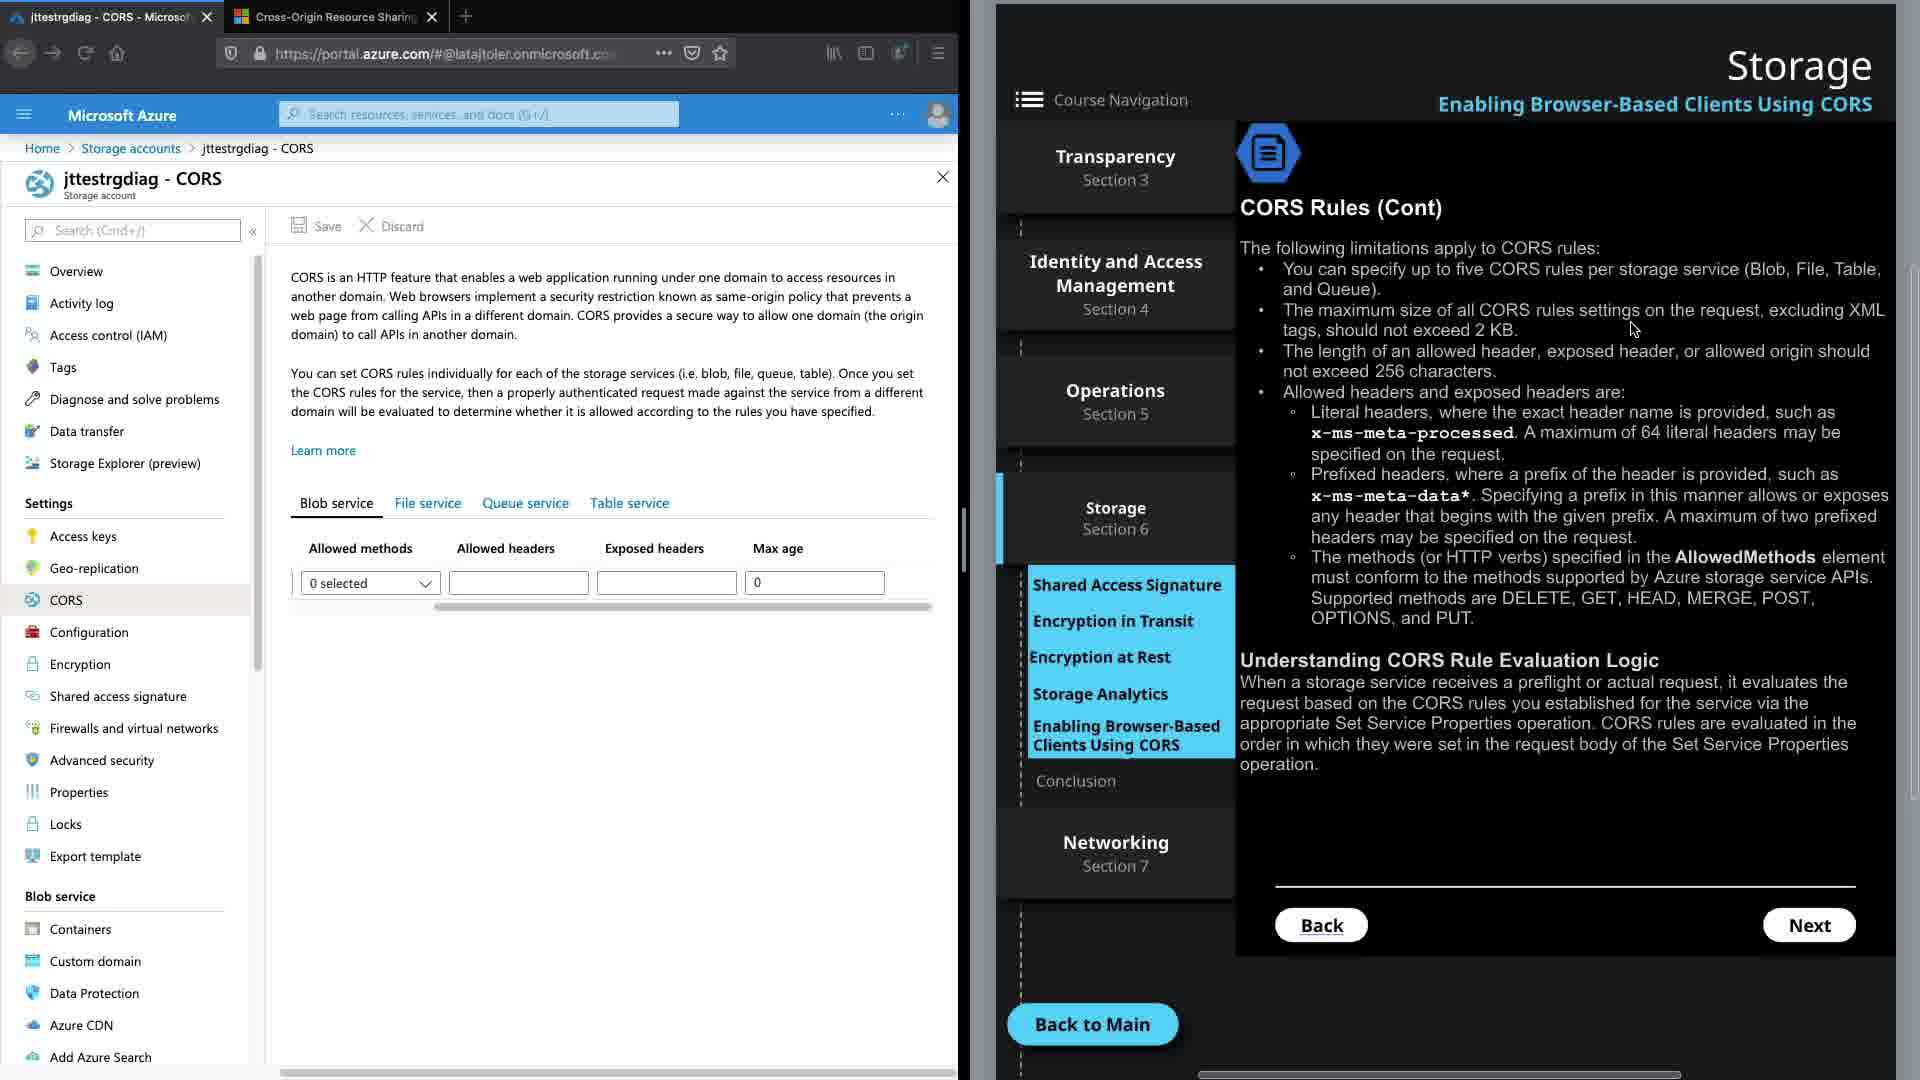 jttestrgdiag - CORS - Microsof
Cross-Origin Resource Sharing
https://portal.azure.com/#@latajtoler.onmicrosoft.co
Microsoft Azure
Search resources, services, and docs (G+/)
Home > Storage accounts > jttestrgdiag - CORS
jttestrgdiag - CORS
Storage account
Search (Cmd+/)
Overview
Activity log
Access control (IAM)
Tags
Diagnose and solve problems
Data transfer
Storage Explorer (preview)
Settings
Access keys
Geo-replication
CORS
Configuration
Encryption
Shared access signature
Firewalls and virtual networks
Advanced security
Properties
Locks
Export template
Blob service
Containers
Custom domain
Data Protection
Azure CDN
Add Azure Search
Save Discard
CORS is an HTTP feature that enables a web application running under one domain to access resources in
another domain. Web browsers implement a security restriction known as same-origin policy that prevents a
web page from calling APIs in a different domain. CORS provides a secure way to allow one domain (the origin
domain) to call APIs in another domain.
You can set CORS rules individually for each of the storage services (i.e. blob, file, queue, table). Once you set
the CORS rules for the service, then a properly authenticated request made against the service from a different
domain will be evaluated to determine whether it is allowed according to the rules you have specified.
Learn more
Blob service File service Queue service Table service
Allowed methods Allowed headers Exposed headers Max age
0 selected 0
Storage
Enabling Browser-Based Clients Using CORS
Course Navigation
Transparency
Section 3
Identity and Access
Management
Section 4
Operations
Section 5
Storage
Section 6
Shared Access Signature
Encryption in Transit
Encryption at Rest
Storage Analytics
Enabling Browser-Based
Clients Using CORS
Conclusion
Networking
Section 7
Back to Main
CORS Rules (Cont)
The following limitations apply to CORS rules:
• You can specify up to five CORS rules per storage service (Blob, File, Table,
and Queue).
• The maximum size of all CORS rules settings on the request, excluding XML
tags, should not exceed 2 KB.
• The length of an allowed header, exposed header, or allowed origin should
not exceed 256 characters.
• Allowed headers and exposed headers are:
◦ Literal headers, where the exact header name is provided, such as
x-ms-meta-processed. A maximum of 64 literal headers may be
specified on the request.
◦ Prefixed headers, where a prefix of the header is provided, such as
x-ms-meta-data*. Specifying a prefix in this manner allows or exposes
any header that begins with the given prefix. A maximum of two prefixed
headers may be specified on the request.
◦ The methods (or HTTP verbs) specified in the AllowedMethods element
must conform to the methods supported by Azure storage service APIs.
Supported methods are DELETE, GET, HEAD, MERGE, POST,
OPTIONS, and PUT.
Understanding CORS Rule Evaluation Logic
When a storage service receives a preflight or actual request, it evaluates the
request based on the CORS rules you established for the service via the
appropriate Set Service Properties operation. CORS rules are evaluated in the
order in which they were set in the request body of the Set Service Properties
operation.
Back Next